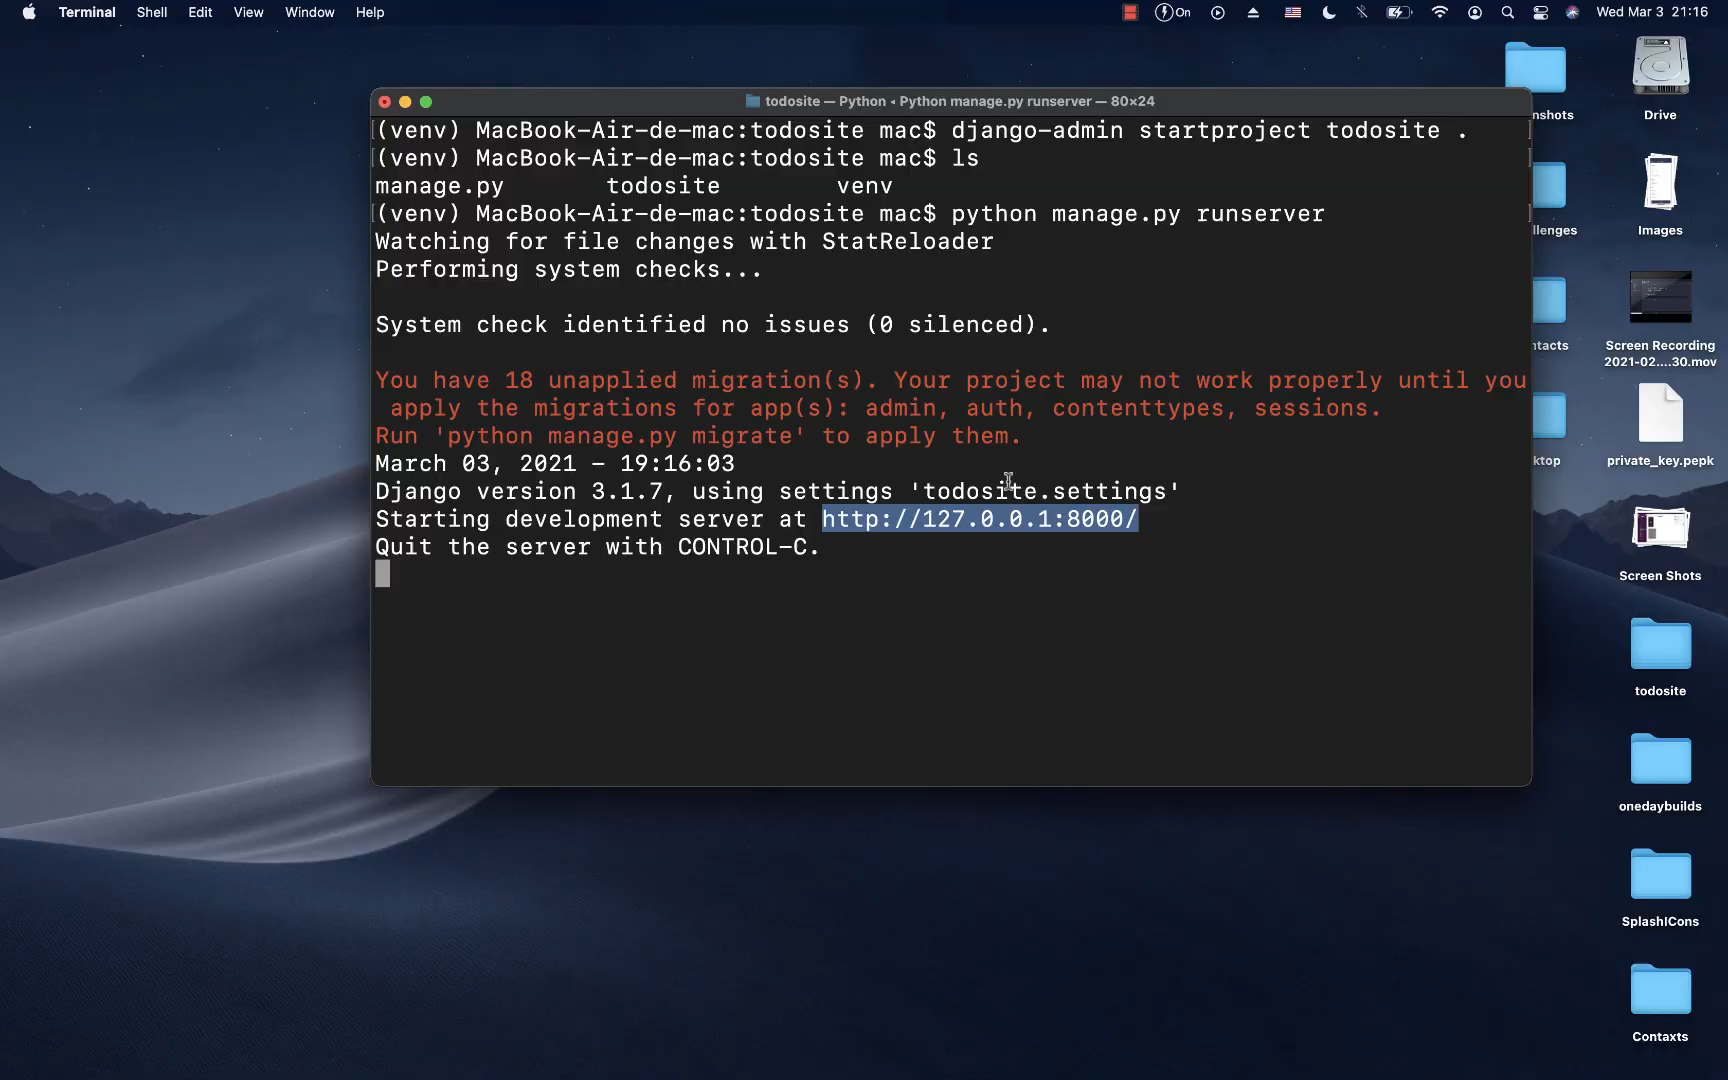 Terminal Shell Edit View Window Help On Wed Mar 3 21:16
todosite — Python ◂ Python manage.py runserver — 80×24
(venv) MacBook-Air-de-mac:todosite mac$ django-admin startproject todosite .
(venv) MacBook-Air-de-mac:todosite mac$ ls
manage.py todosite venv
(venv) MacBook-Air-de-mac:todosite mac$ python manage.py runserver
Watching for file changes with StatReloader
Performing system checks...
System check identified no issues (0 silenced).
You have 18 unapplied migration(s). Your project may not work properly until you
apply the migrations for app(s): admin, auth, contenttypes, sessions.
Run 'python manage.py migrate' to apply them.
March 03, 2021 - 19:16:03
Django version 3.1.7, using settings 'todosite.settings'
Starting development server at http://127.0.0.1:8000/
Quit the server with CONTROL-C.
nshots
llenges
ntacts
ktop
Drive
Images
Screen Recording
2021-02....30.mov
private_key.pepk
Screen Shots
todosite
onedaybuilds
SplashICons
Contaxts